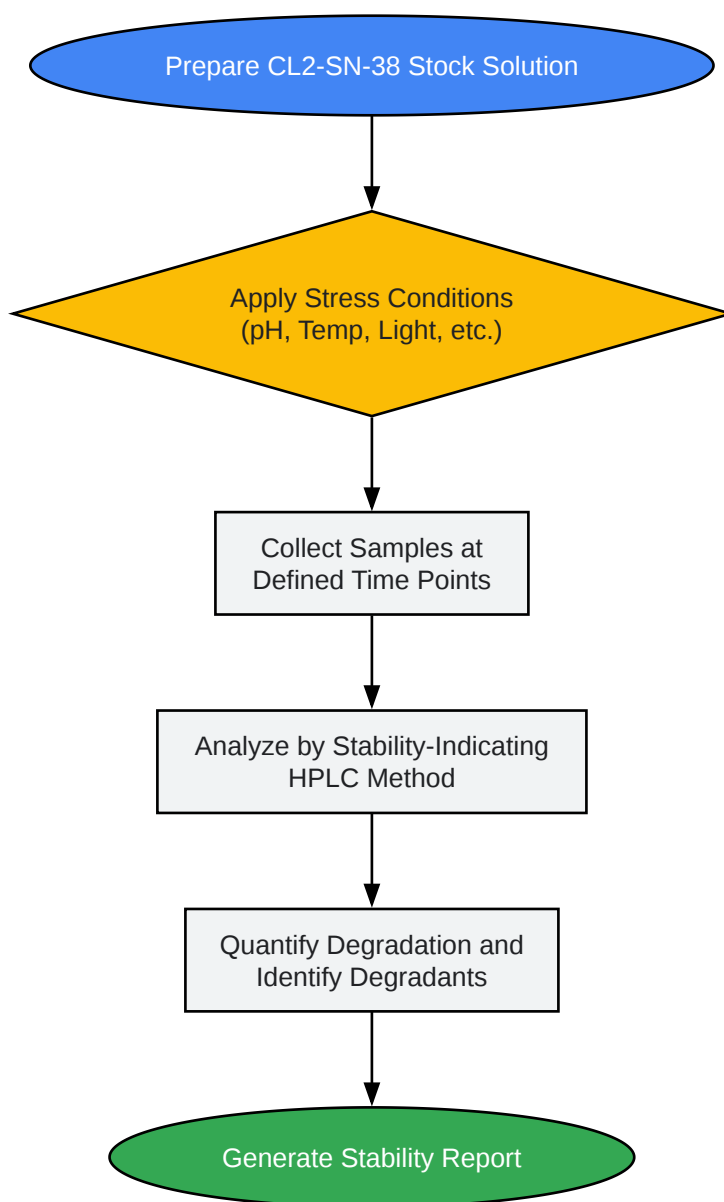 Prepare CL2-SN-38 Stock Solution
Apply Stress Conditions
(pH, Temp, Light, etc.)
Collect Samples at
Defined Time Points
Analyze by Stability-Indicating
HPLC Method
Quantify Degradation and
Identify Degradants
Generate Stability Report